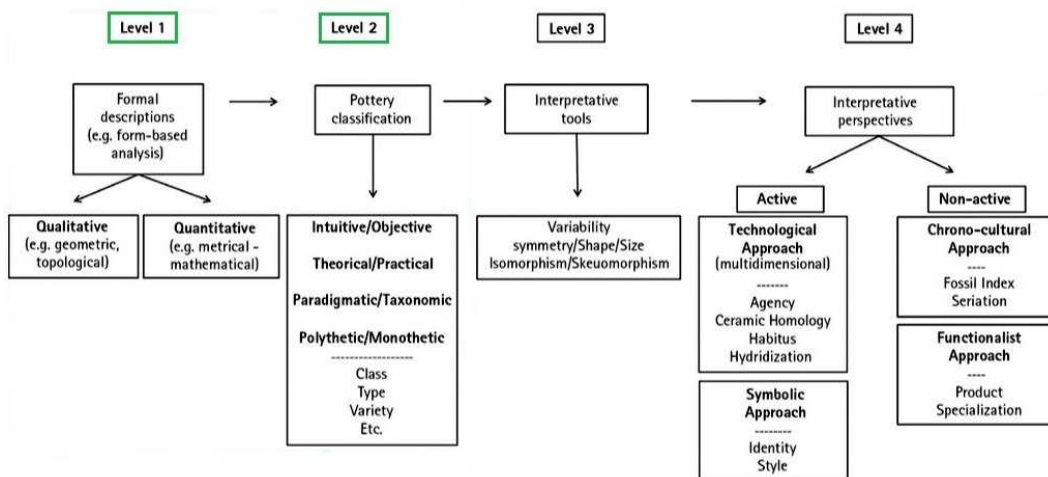 Level 1
Level 2
Level 3
Level 4
Formal
descriptions
(e.g. form-based
analysis)
Pottery
classification
Interpretative
tools
Interpretative
perspectives
Qualitative
(e.g. geometric,
topological)
Quantitative
(e.g. metrical -
mathematical)
Intuitive/Objective
Theorical/Practical
Paradigmatic/Taxonomic
Polythetic/Monothetic
------------------
Class
Type
Variety
Etc.
Variability
symmetry/Shape/Size
Isomorphism/Skeuomorphism
Active
Technological
Approach
(multidimensional)
-------
Agency
Ceramic Homology
Habitus
Hydridization
Symbolic
Approach
--------
Identity
Style
Non-active
Chrono-cultural
Approach
----
Fossil Index
Seriation
Functionalist
Approach
----
Product
Specialization